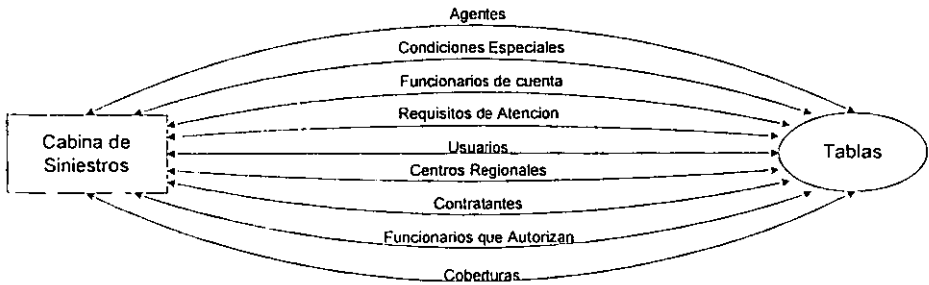 Agentes
Condiciones Especiales
Funcionarios de cuenta
Requisitos de Atencion
Cabina de
Siniestros
Usuarios
Tablas
Centros Regionales
Contratantes
Funcionarios que Autorizan
Coberturas